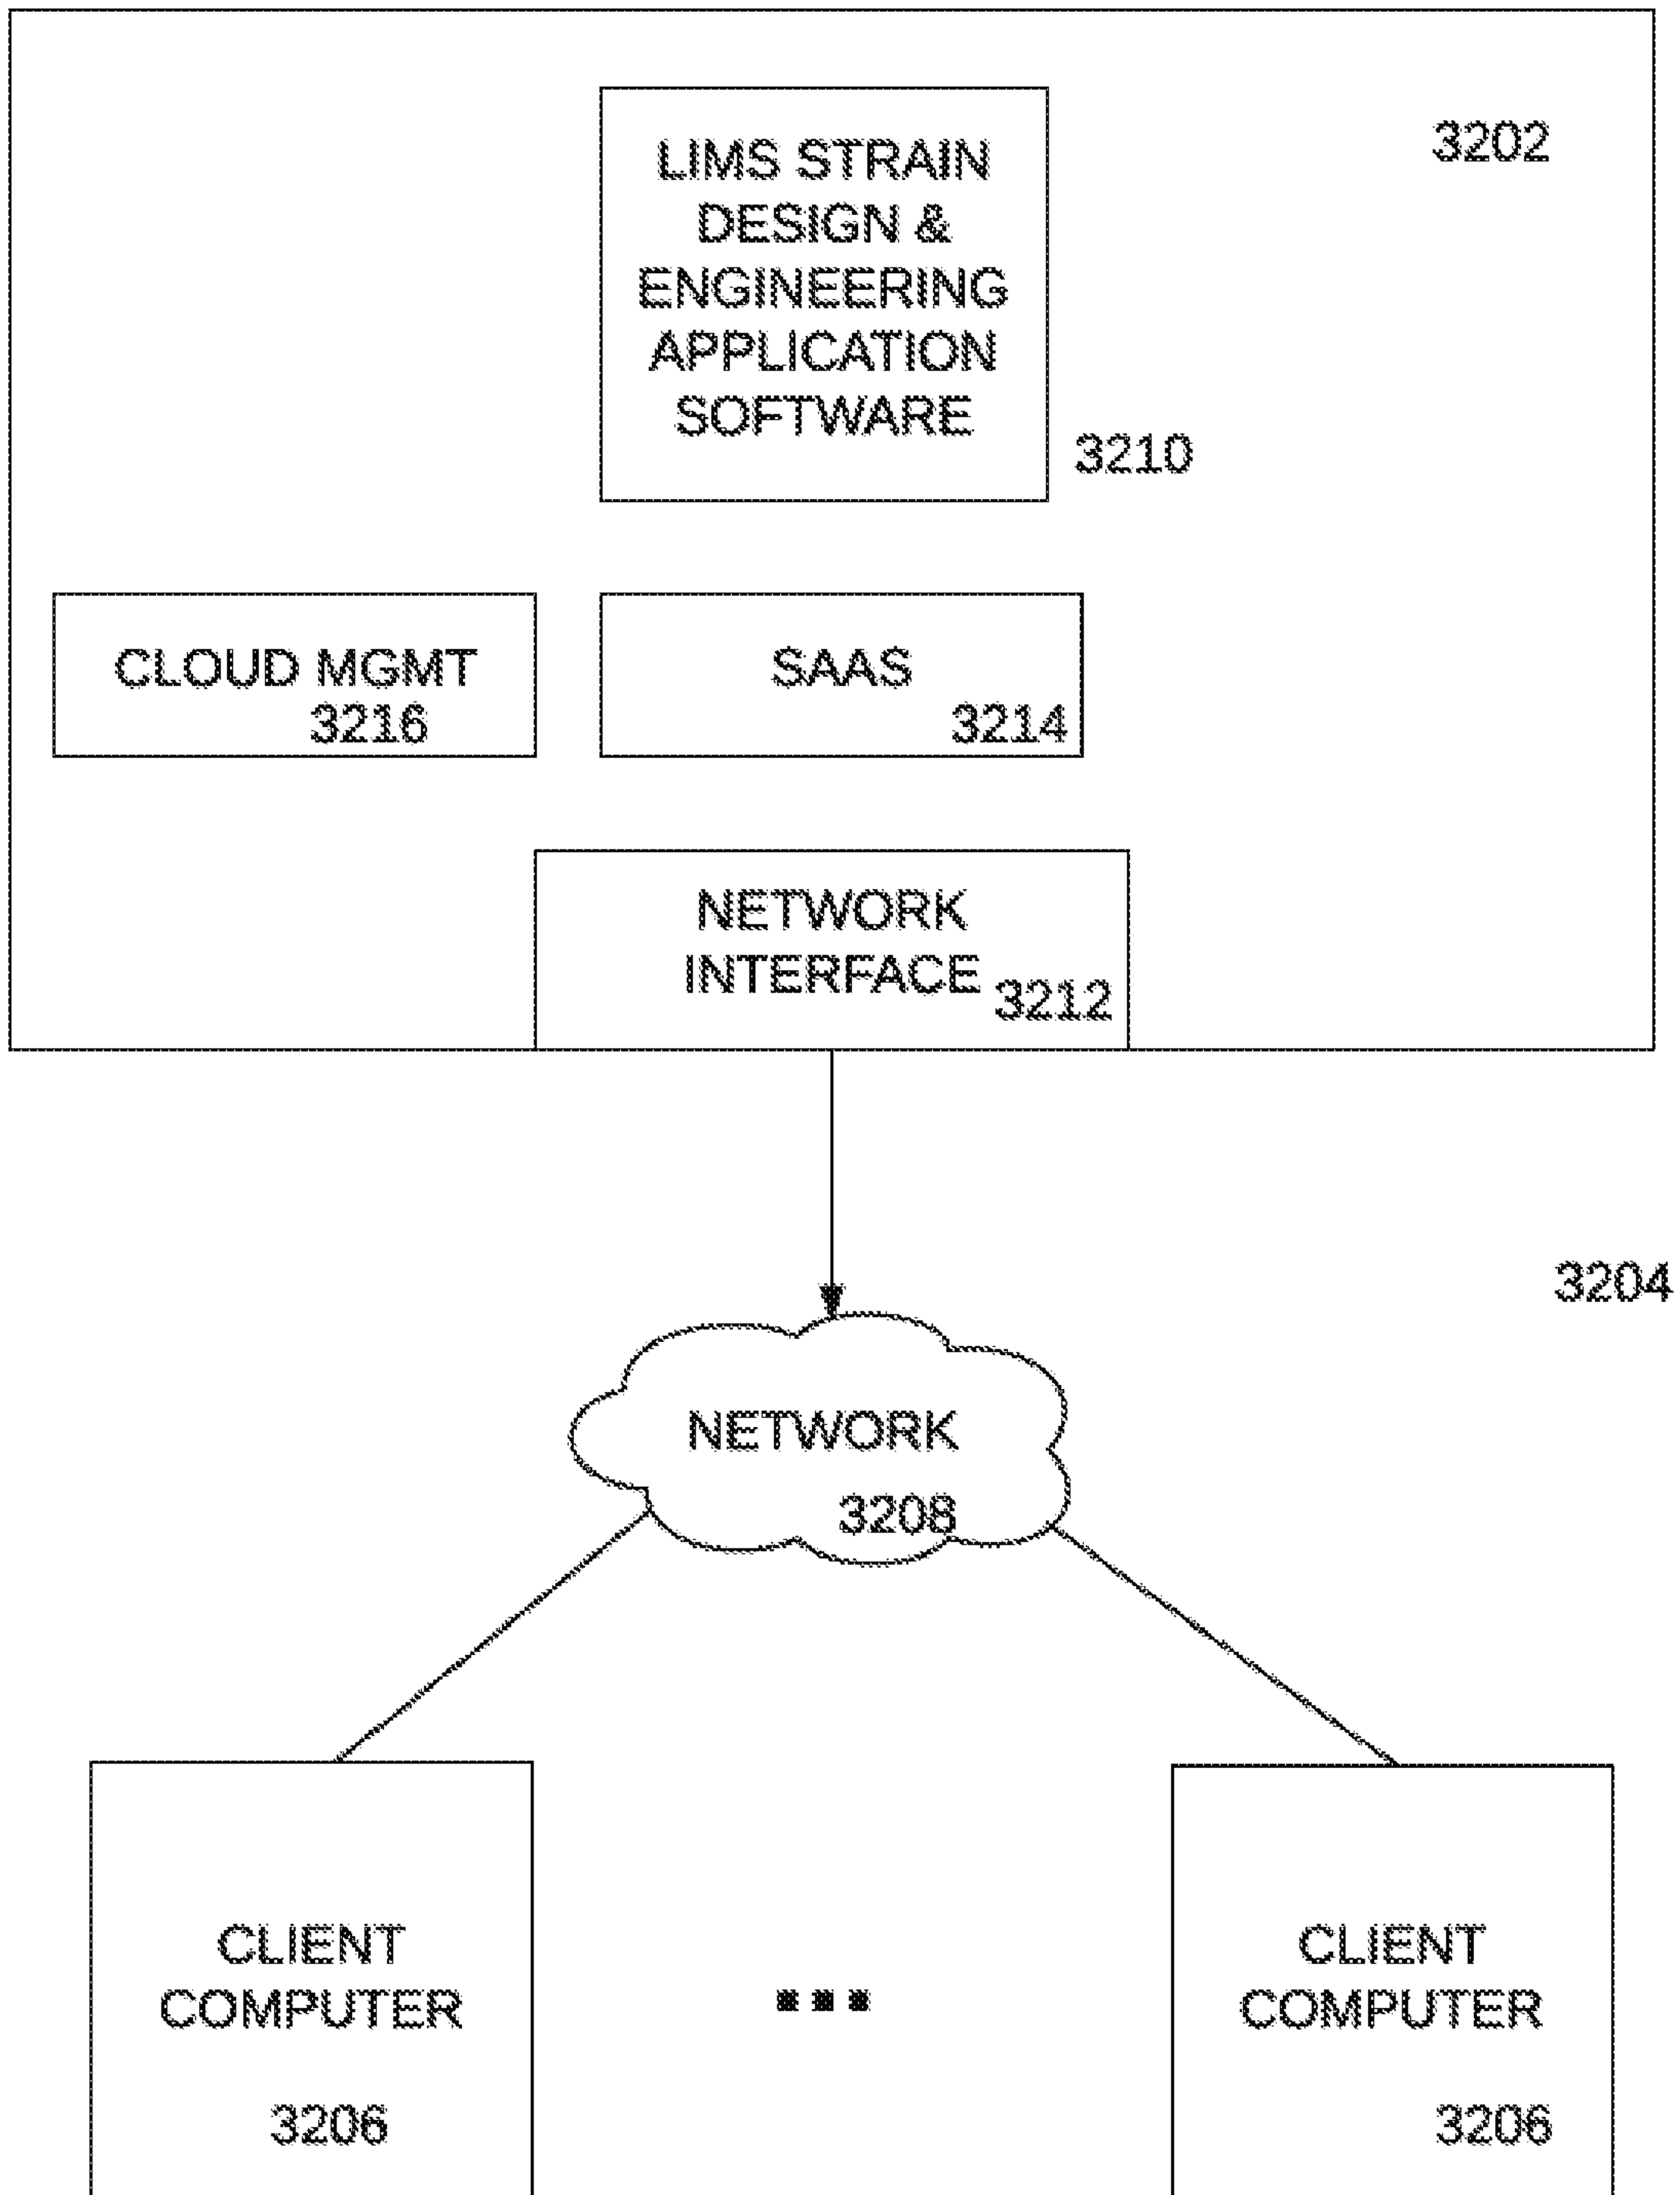 3202
LIMS STRAIN
DESIGN &
ENGINEERING
APPLICATION
SOFTWARE
3210
CLOUD MGMT
3216
SAAS
3214
NETWORK
INTERFACE
3212
3204
NETWORK
3208
CLIENT
COMPUTER
3206
...
CLIENT
COMPUTER
3206